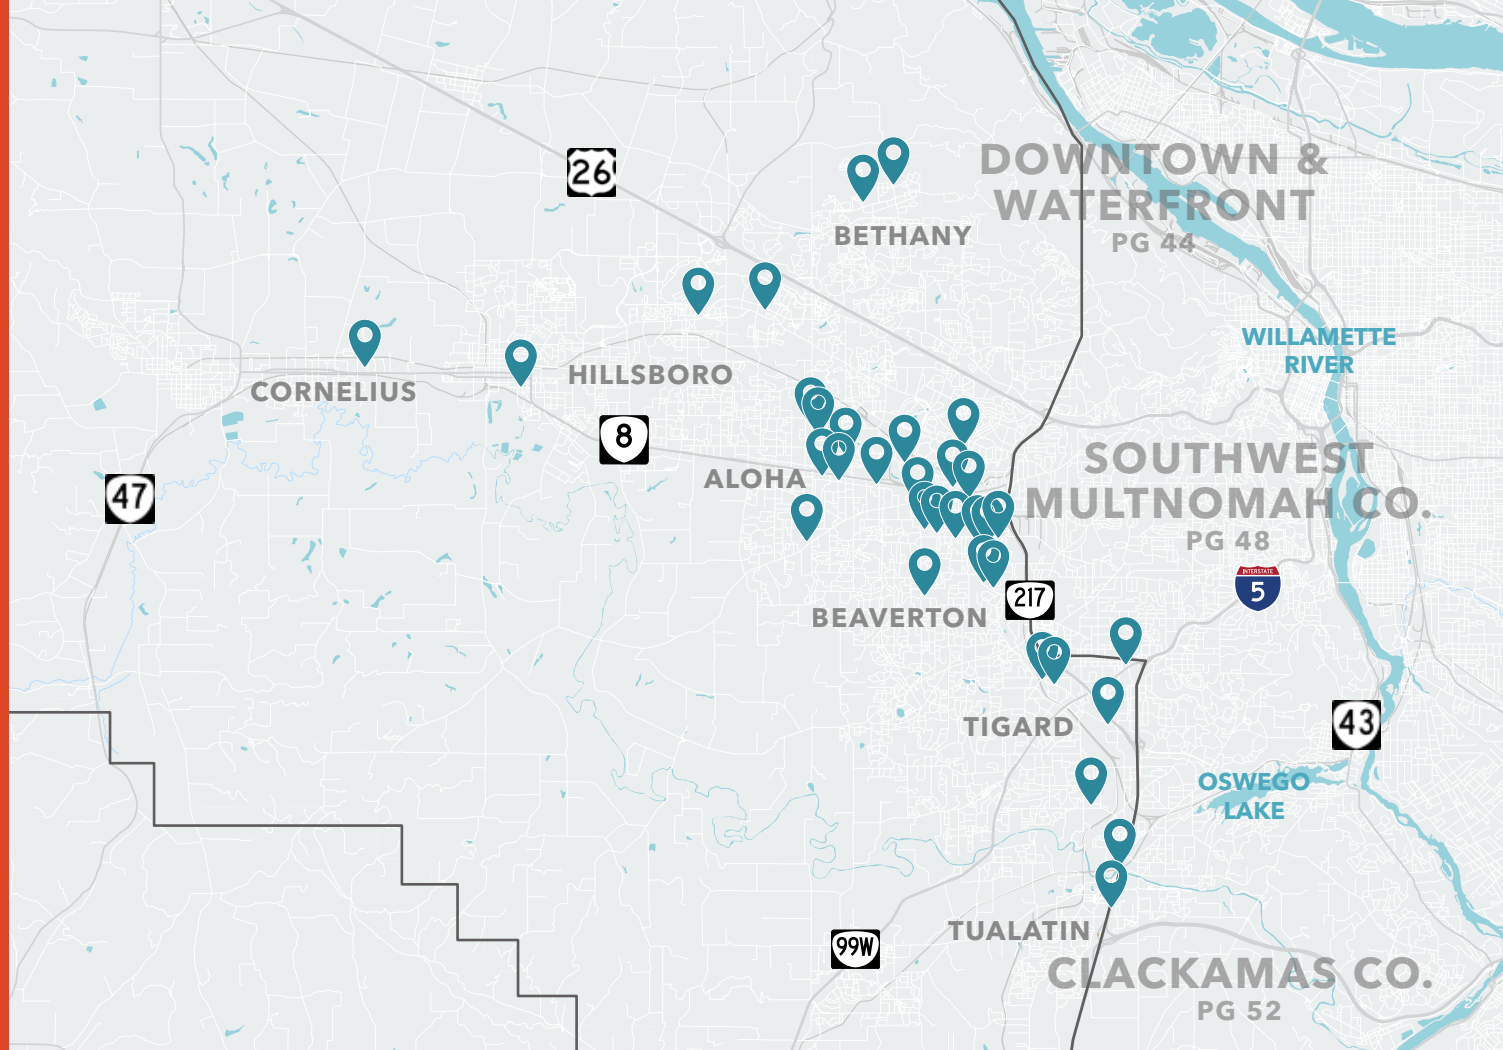 26
DOWNTOWN &
WATERFRONT
PG 44
BETHANY
WILLAMETTE
RIVER
CORNELIUS
HILLSBORO
8
ALOHA
47
SOUTHWEST
MULTNOMAH CO.
PG 48
INTERSTATE
5
217
BEAVERTON
TIGARD
43
OSWEGO
LAKE
TUALATIN
99W
CLACKAMAS CO.
PG 52